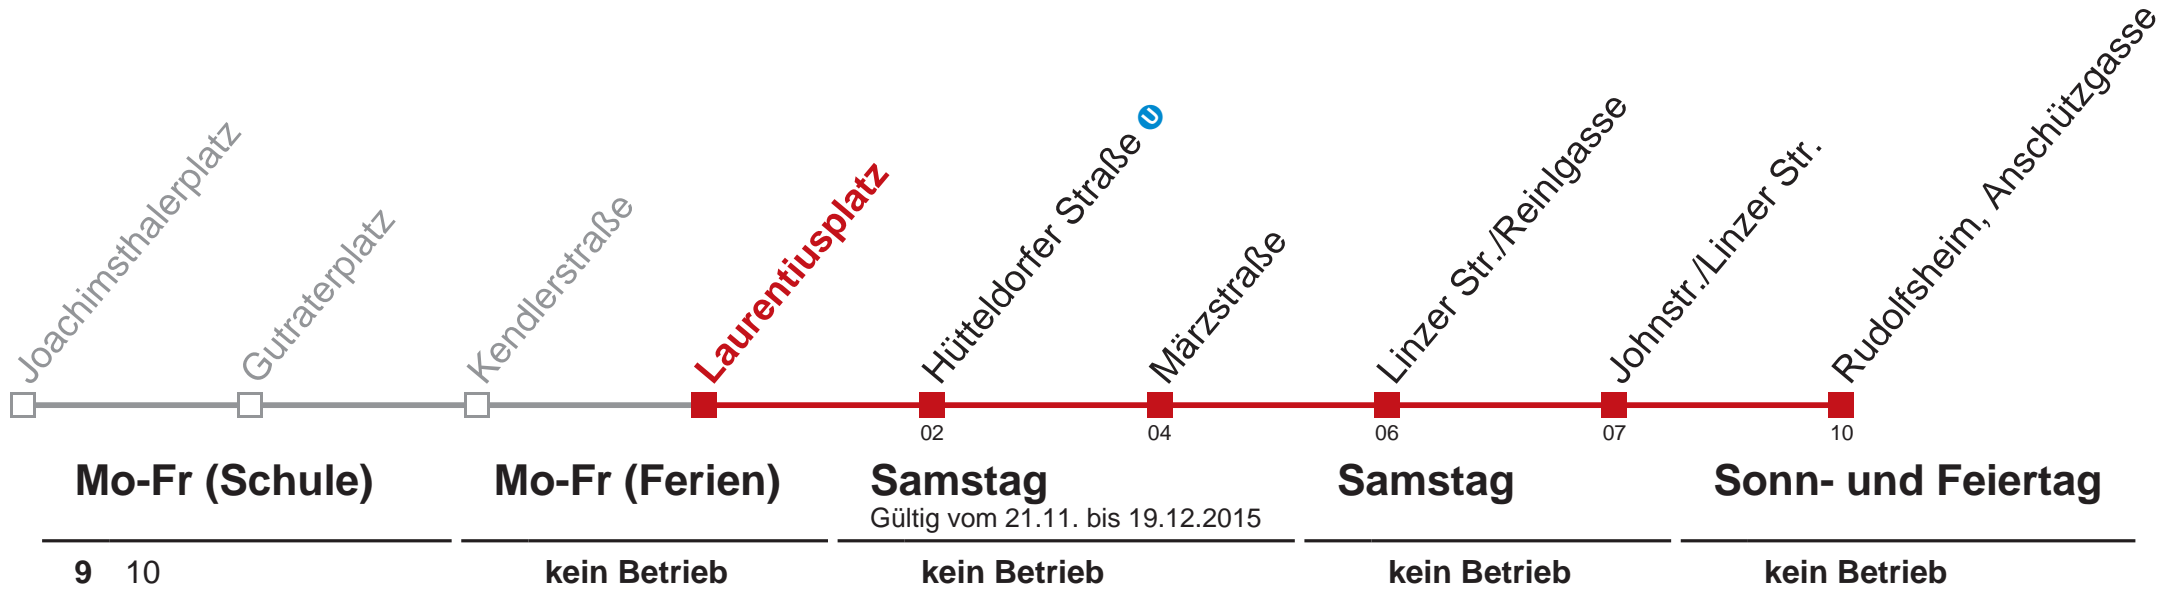 Joachimsthalerplatz
Gutraterplatz
Kendlerstraße
Laurentiusplatz
Hütteldorfer Straße U
Märzstraße
Linzer Str./Reinlgasse
Johnstr./Linzer Str.
Rudolfsheim, Anschützgasse
02 04 06 07 10
Mo-Fr (Schule) Mo-Fr (Ferien) Samstag Samstag Sonn- und Feiertag
Gültig vom 21.11. bis 19.12.2015
9 10 kein Betrieb kein Betrieb kein Betrieb kein Betrieb